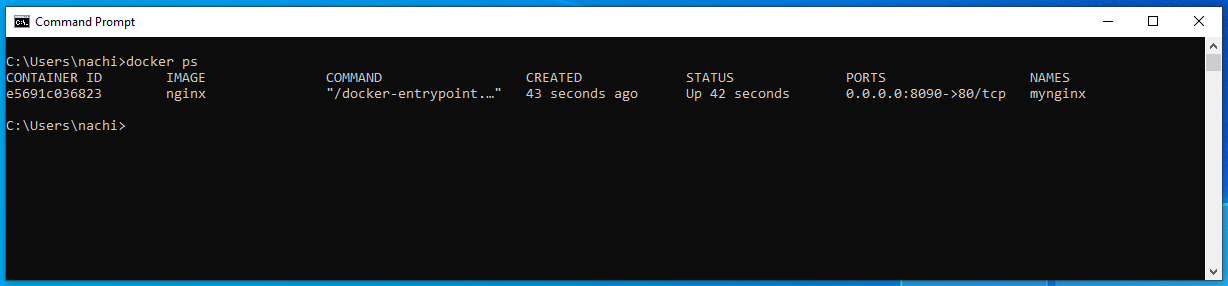 Command Prompt
C:\Users\nachi>docker ps
CONTAINER ID        IMAGE               COMMAND                  CREATED             STATUS              PORTS                  NAMES
e5691c036823        nginx               "/docker-entrypoint.…"   43 seconds ago      Up 42 seconds       0.0.0.0:8090->80/tcp   mynginx
C:\Users\nachi>